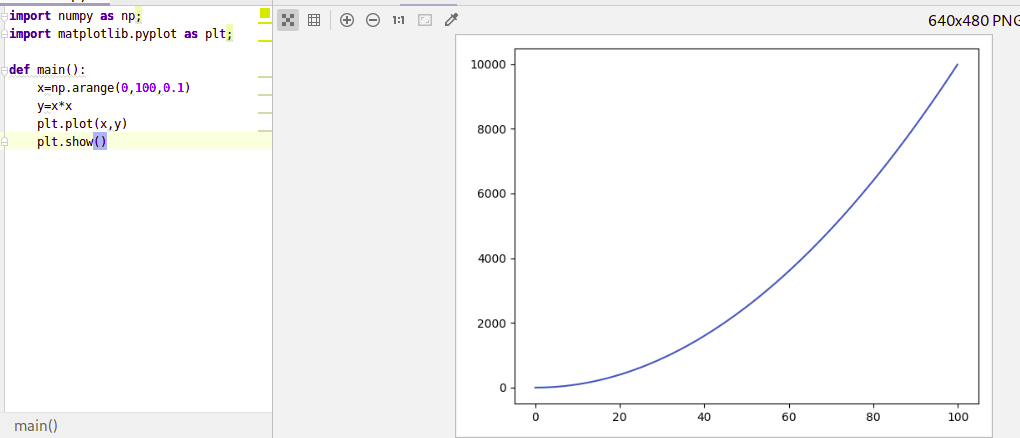 import numpy as np;
import matplotlib.pyplot as plt;
def main():
x=np.arange(0,100,0.1)
y=x*x
plt.plot(x,y)
plt.show()
main()
1:1
640x480 PNG
10000
8000
6000
4000
2000
0
0 20 40 60 80 100